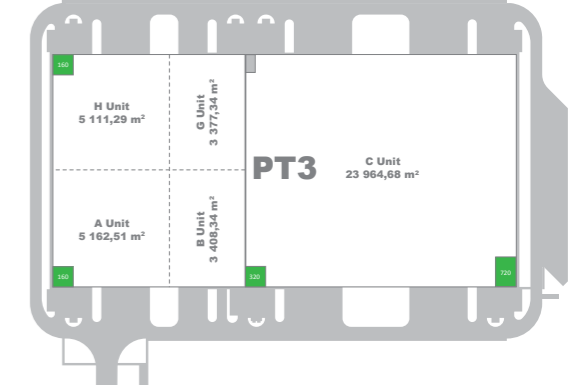 160
H Unit
5 111,29 m²
G Unit
3 377,34 m²
PT3
C Unit
23 964,68 m²
A Unit
5 162,51 m²
B Unit
3 408,34 m²
160
320
720